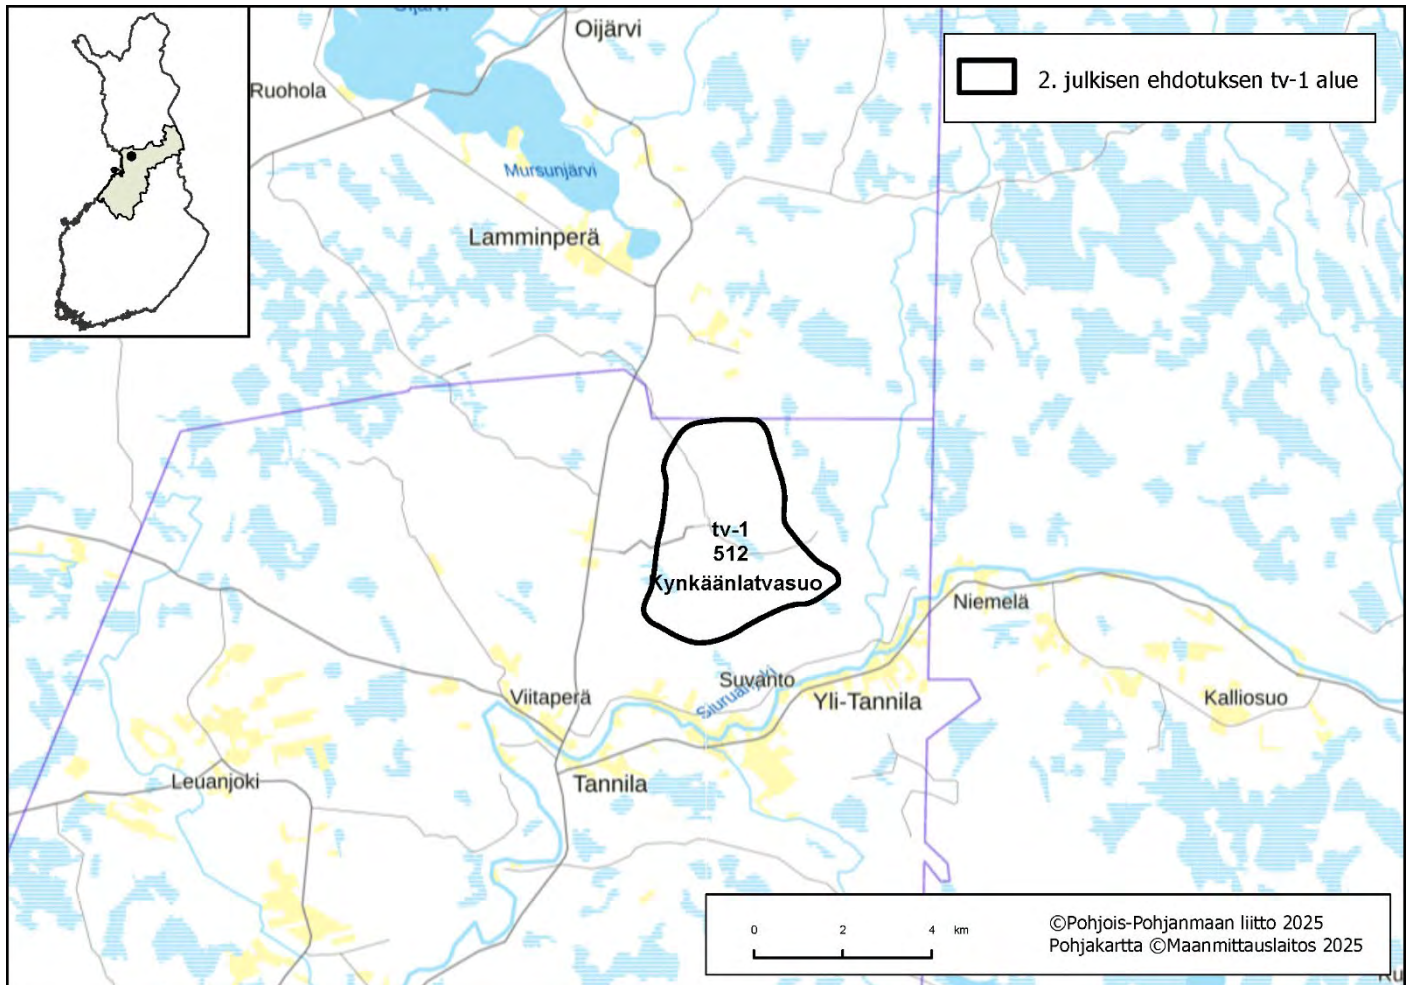 Oijärvi
Oijärvi
Ruohola
2. julkisen ehdotuksen tv-1 alue
Mursunjärvi
Lamminperä
tv-1
512
Kynkäänlatvasuo
Niemelä
Suvanto
Siuruanjoki
Viitaperä
Yli-Tannila
Kalliosuo
Leuanjoki
Tannila
0 2 4 km
©Pohjois-Pohjanmaan liitto 2025
Pohjakartta ©Maanmittauslaitos 2025